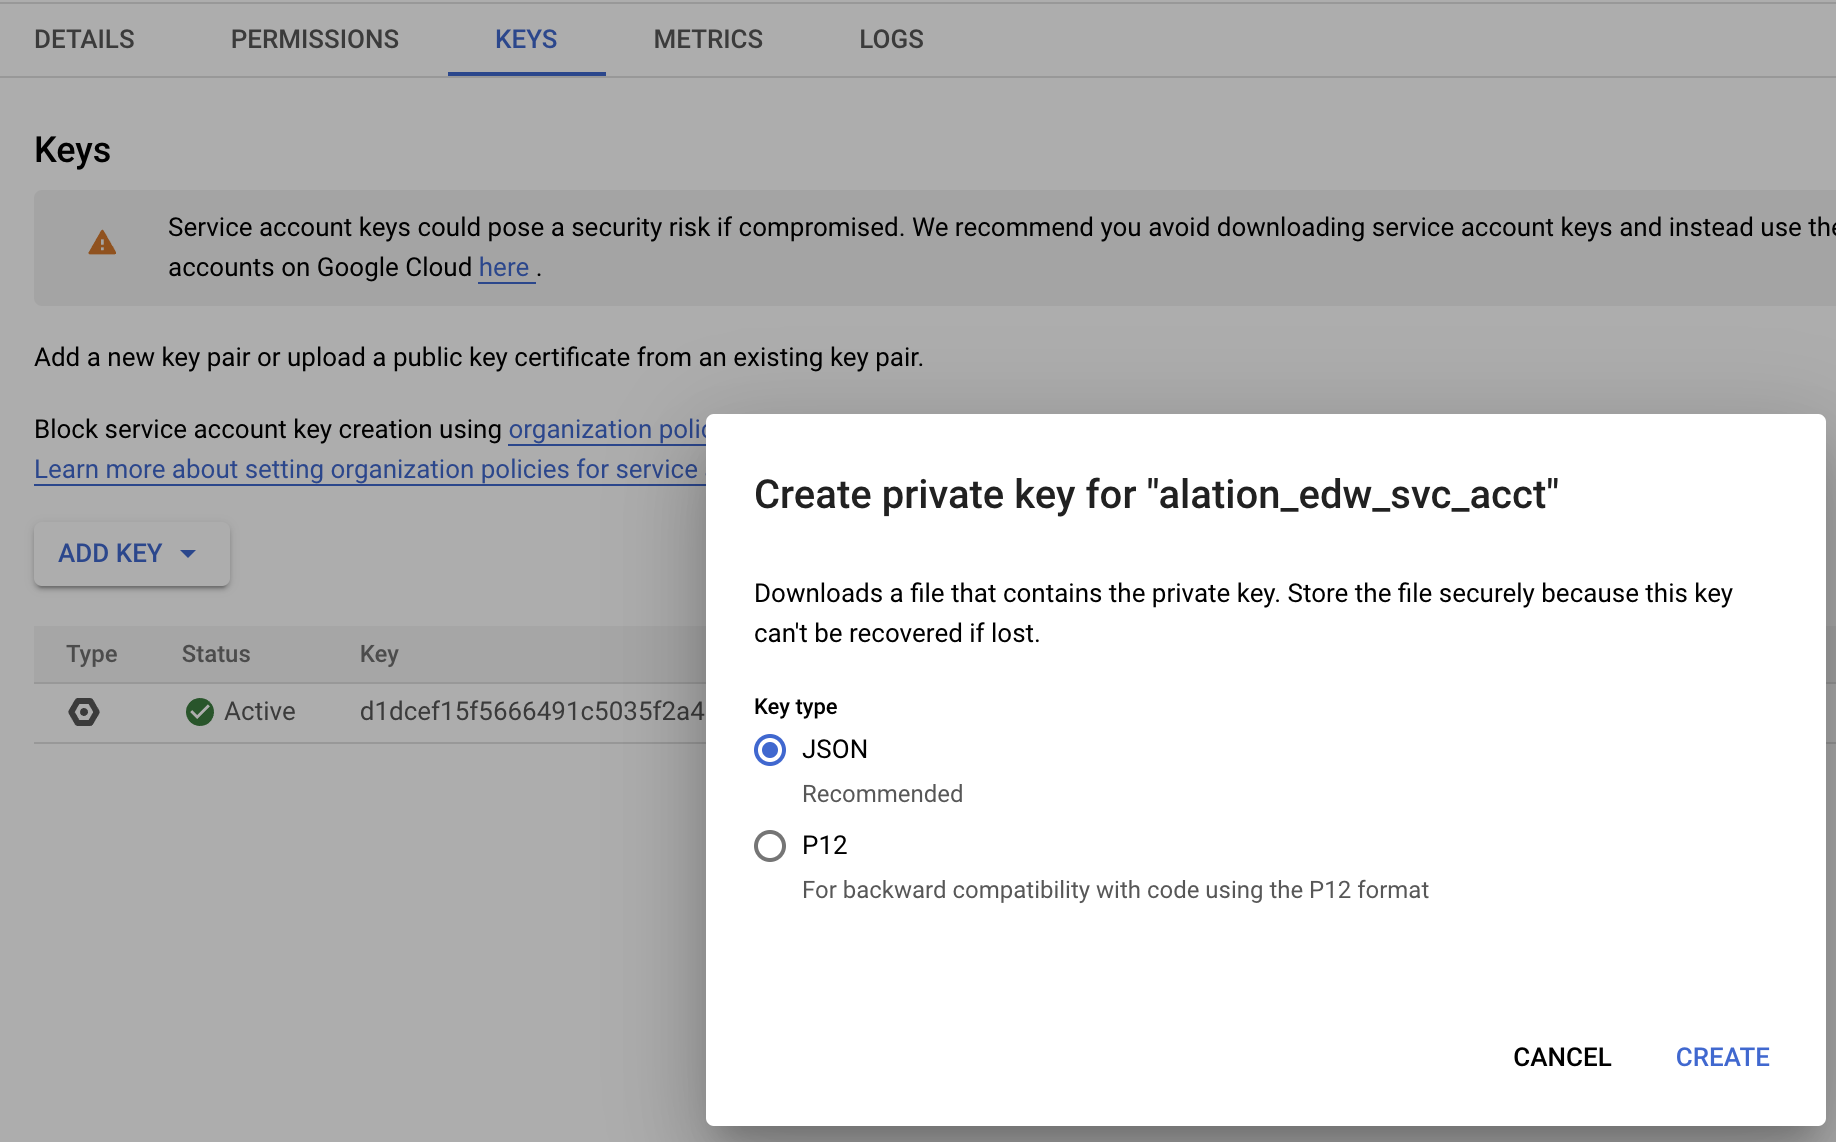 DETAILS PERMISSIONS KEYS METRICS LOGS
Keys
Service account keys could pose a security risk if compromised. We recommend you avoid downloading service account keys and instead use the
accounts on Google Cloud here .
Add a new key pair or upload a public key certificate from an existing key pair.
Block service account key creation using organization
Learn more about setting organization policies for service
ADD KEY
Type Status Key
Active d1dcef15f5666491c5035f2a4
Create private key for "alation_edw_svc_acct"
Downloads a file that contains the private key. Store the file securely because this key
can't be recovered if lost.
Key type
JSON
Recommended
P12
For backward compatibility with code using the P12 format
CANCEL CREATE